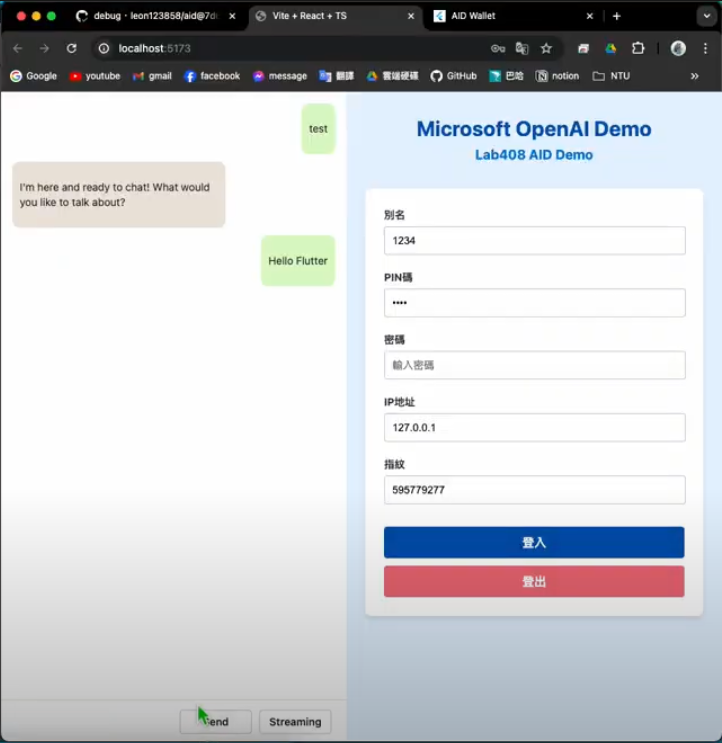 debug · leon123858/aid@7d
Vite + React + TS
AID Wallet
localhost:5173
Google
youtube
gmail
facebook
message
翻譯
雲端硬碟
GitHub
巴哈
notion
NTU
test
I'm here and ready to chat! What would
you like to talk about?
Hello Flutter
Send
Streaming
Microsoft OpenAI Demo
Lab408 AID Demo
別名
1234
PIN碼
••••
密碼
輸入密碼
IP地址
127.0.0.1
指紋
595779277
登入
登出